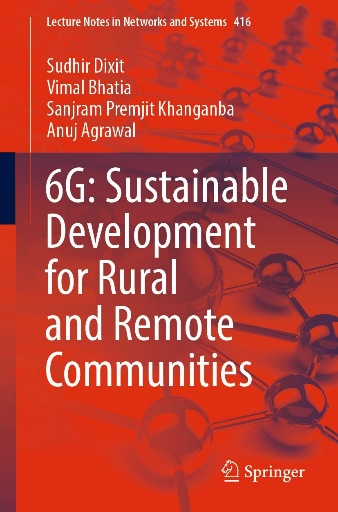 Lecture Notes in Networks and Systems 416
Sudhir Dixit
Vimal Bhatia
Sanjram Premjit Khanganba
Anuj Agrawal
6G: Sustainable
Development
for Rural
and Remote
Communities
Springer